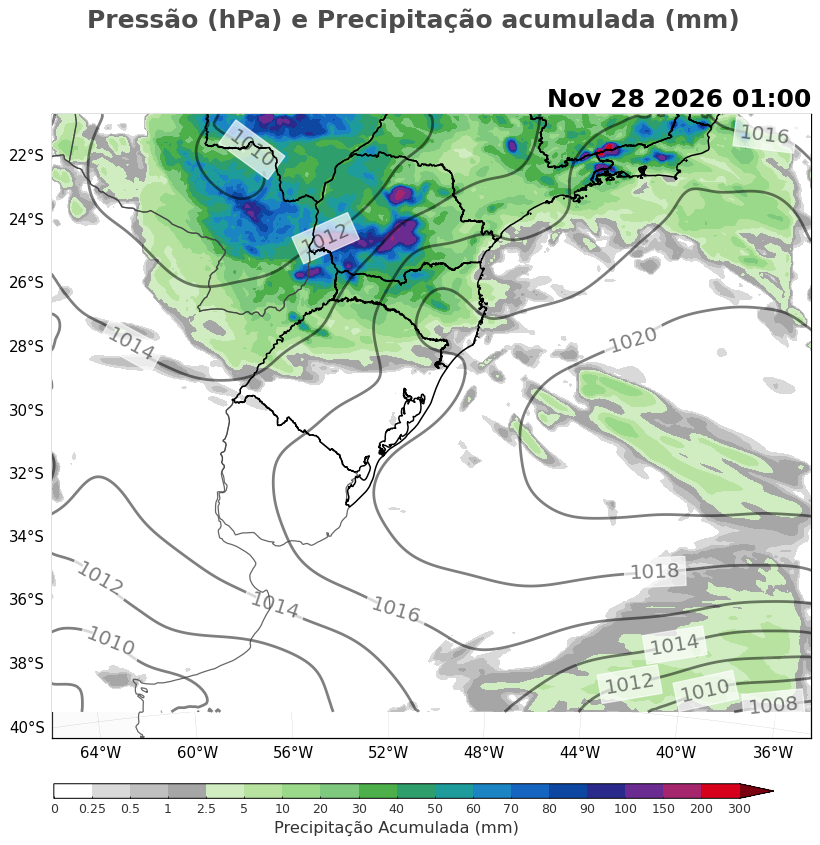 Pressão (hPa) e Precipitação acumulada (mm)
Nov 28 2026 01:00
1016
1010
1012
1014
1020
1018
1012
1014
1016
1010
1014
1012
1010
1008
22°S
24°S
26°S
28°S
30°S
32°S
34°S
36°S
38°S
40°S
64°W 60°W 56°W 52°W 48°W 44°W 40°W 36°W
0 0.25 0.5 1 2.5 5 10 20 30 40 50 60 70 80 90 100 150 200 300
Precipitação Acumulada (mm)